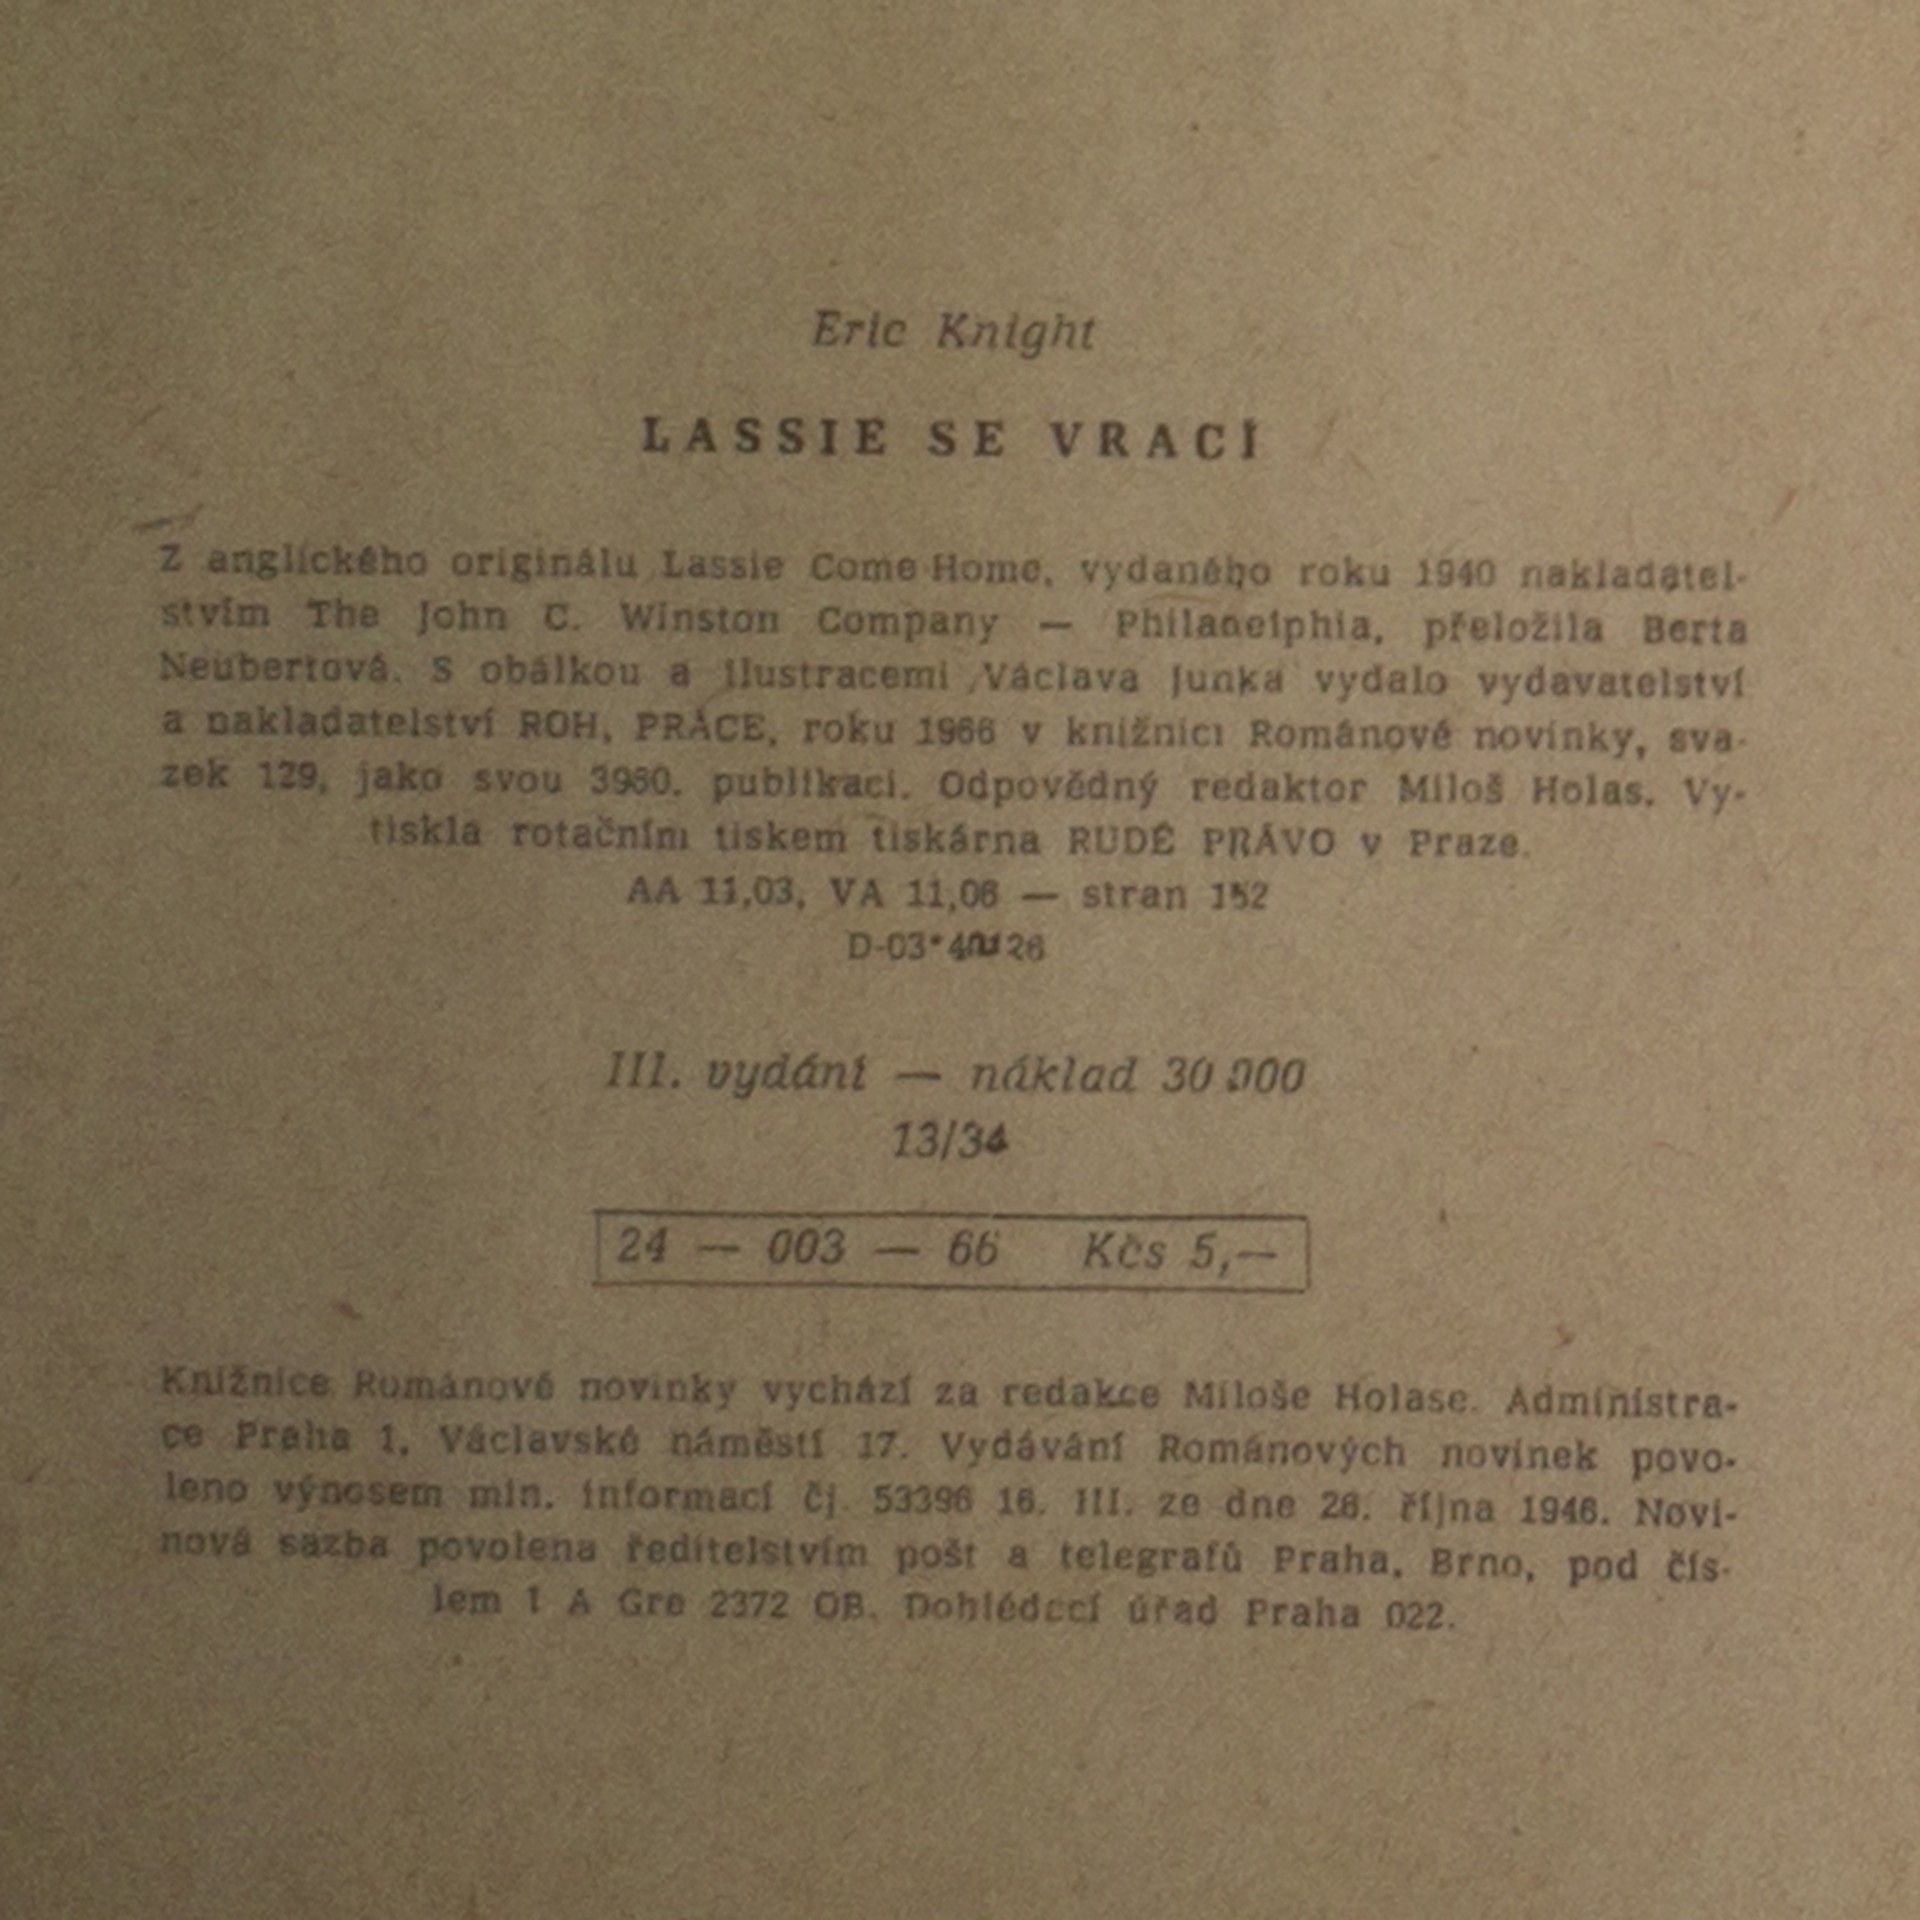 Eric Knight
LASSIE SE VRACÍ
Z anglického originálu Lassie Come Home, vydaného roku 1940 nakladatel-
stvím The John C. Winston Company — Philadelphia, přeložila Berta
Neubertová. S obálkou a ilustracemi Václava Junka vydalo vydavatelství
a nakladatelství ROH, PRÁCE, roku 1966 v knižnici Románové novinky, sva-
zek 129, jako svou 3960. publikaci. Odpovědný redaktor Miloš Holas. Vy-
tiskla rotačním tiskem tiskárna RUDÉ PRÁVO v Praze.
AA 11,03, VA 11,06 — stran 152
III. vydání — náklad 30 000
13/34
24 — 003 — 66 Kčs 5,—
Knižnice Románové novinky vychází za redakce Miloše Holase. Administra-
ce Praha 1, Václavské náměstí 17. Vydávání Románových novinek povo-
leno výnosem min. informací čj. 53396 16. III. ze dne 26. října 1946. Novi-
nová sazba povolena ředitelstvím pošt a telegrafů Praha, Brno, pod čís-
lem 1 A Gre 2372 OB. Dohlédací úřad Praha 022.